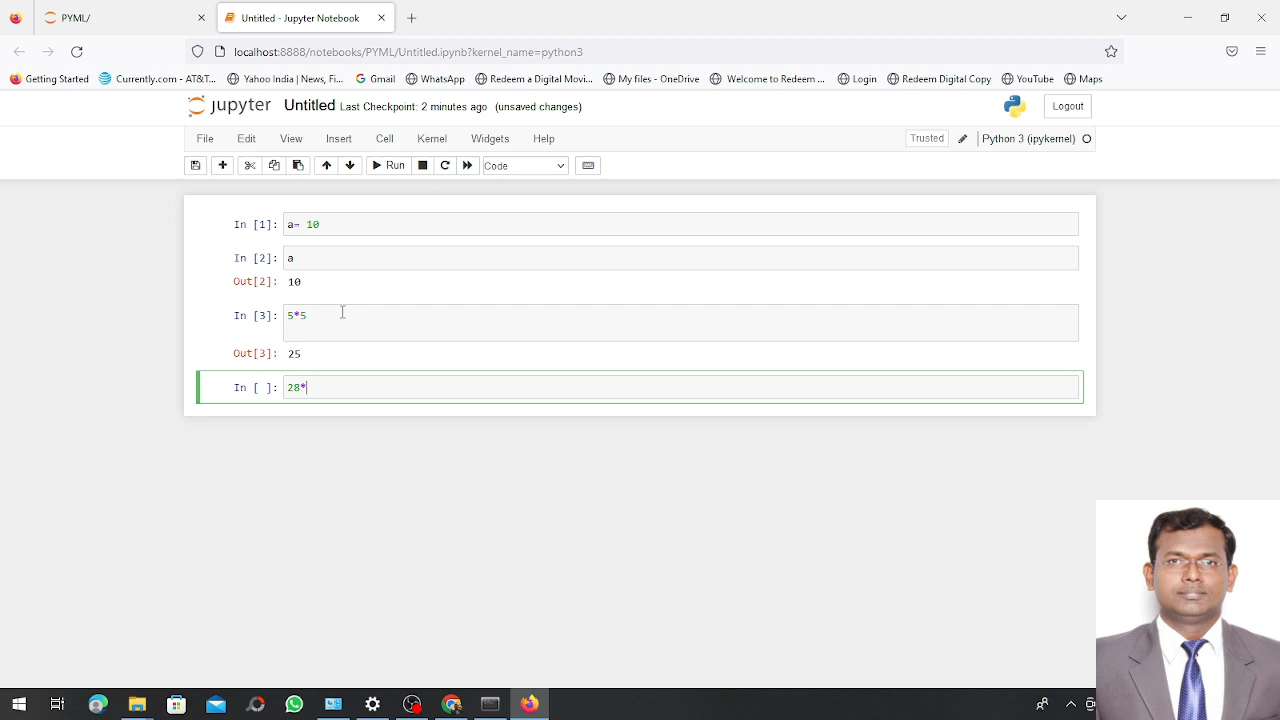 PYML/
Untitled - Jupyter Notebook
localhost:8888/notebooks/PYML/Untitled.ipynb?kernel_name=python3
Getting Started Currently.com - AT&T... Yahoo India | News, Fi... Gmail WhatsApp Redeem a Digital Movi... My files - OneDrive Welcome to Redeem ... Login Redeem Digital Copy YouTube Maps
jupyter Untitled Last Checkpoint: 2 minutes ago (unsaved changes) Logout
File Edit View Insert Cell Kernel Widgets Help Trusted Python 3 (ipykernel)
Run Code
In [1]: a= 10
In [2]: a
Out[2]: 10
In [3]: 5*5
Out[3]: 25
In [ ]: 28*